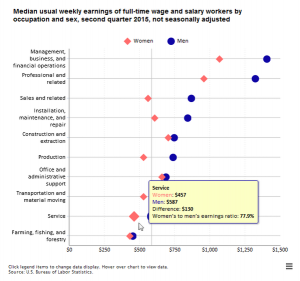 Median usual weekly earnings of full-time wage and salary workers by
occupation and sex, second quarter 2015, not seasonally adjusted
Women
Men
Management,
business, and
financial operations
Professional and
related
Sales and related
Installation,
maintenance, and
repair
Construction and
extraction
Production
Office and
administrative
support
Transportation and
material moving
Service
Farming, fishing, and
forestry
Service
Women: $457
Men: $587
Difference: $130
Women's to men's earnings ratio: 77.9%
$0
$250
$500
$750
$1,000
$1,250
$1,500
Click legend items to change data display. Hover over chart to view data.
Source: U.S. Bureau of Labor Statistics.